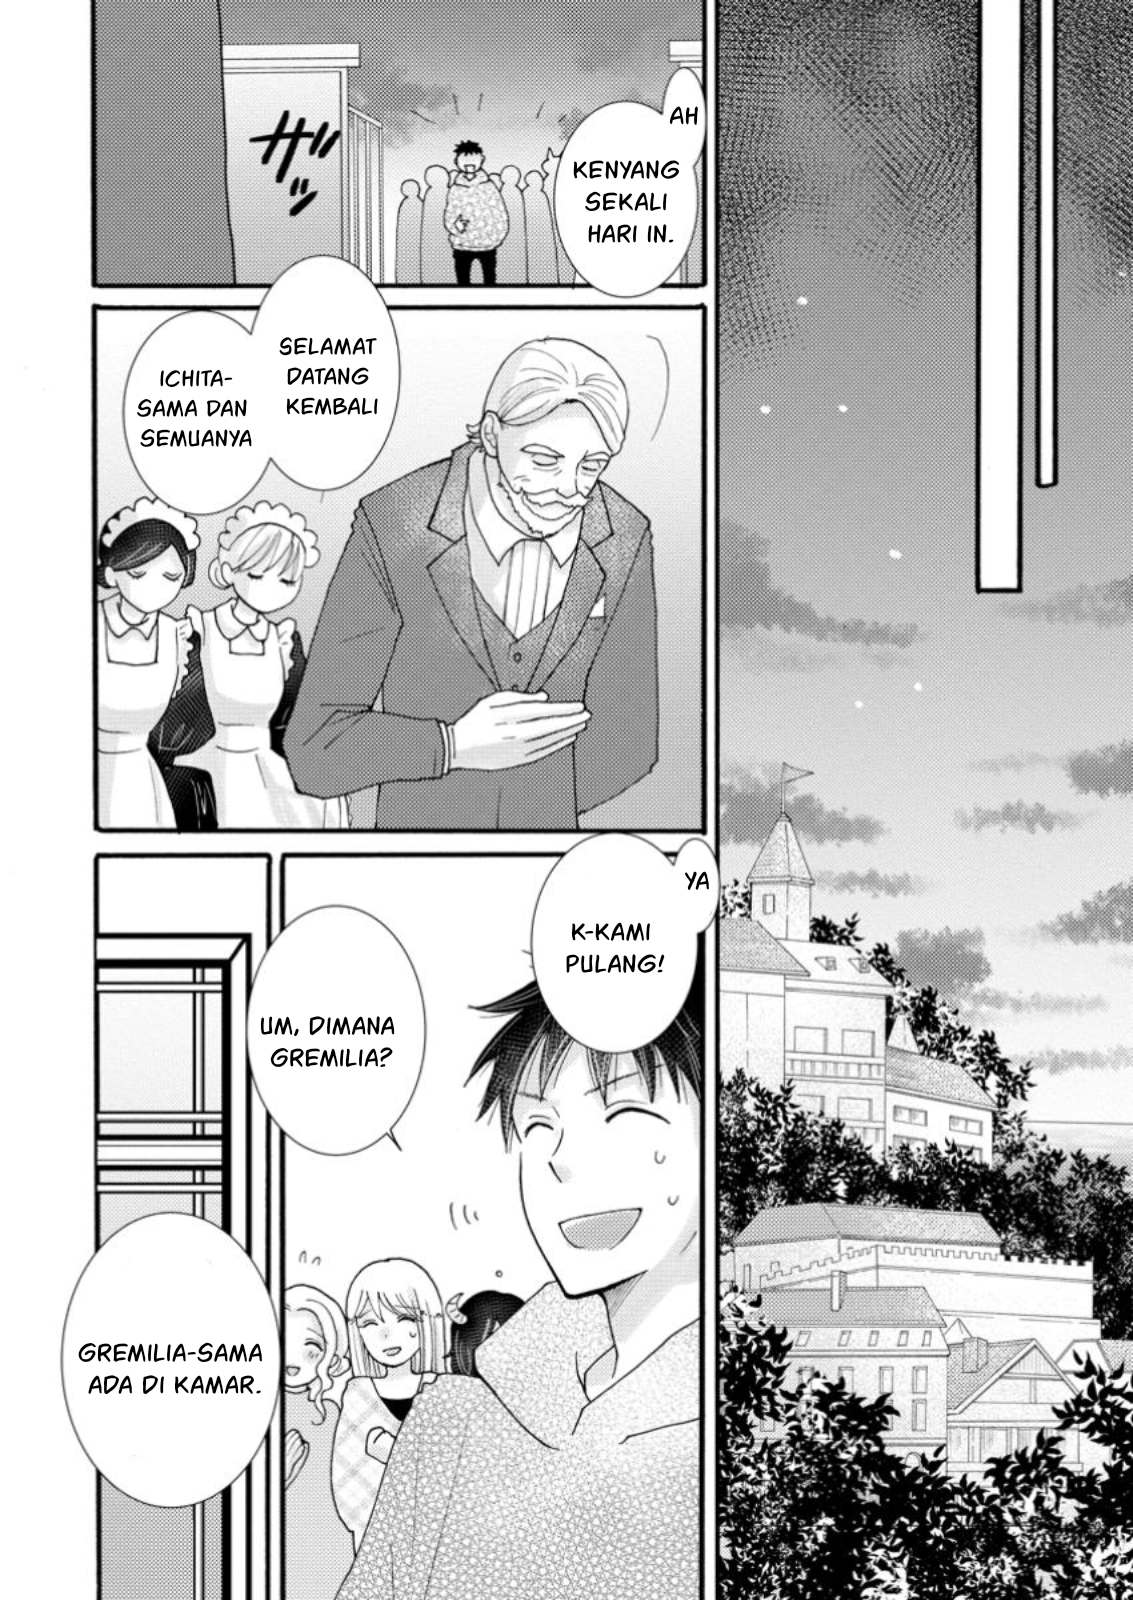 AH
KENYANG
SEKALI
HARI IN.
ザッ
SELAMAT
DATANG
KEMBALI
ICHITA-
SAMA DAN
SEMUANYA
YA
K-KAMI
PULANG!
UM, DIMANA
GREMILIA?
GREMILIA-SAMA
ADA DI KAMAR.